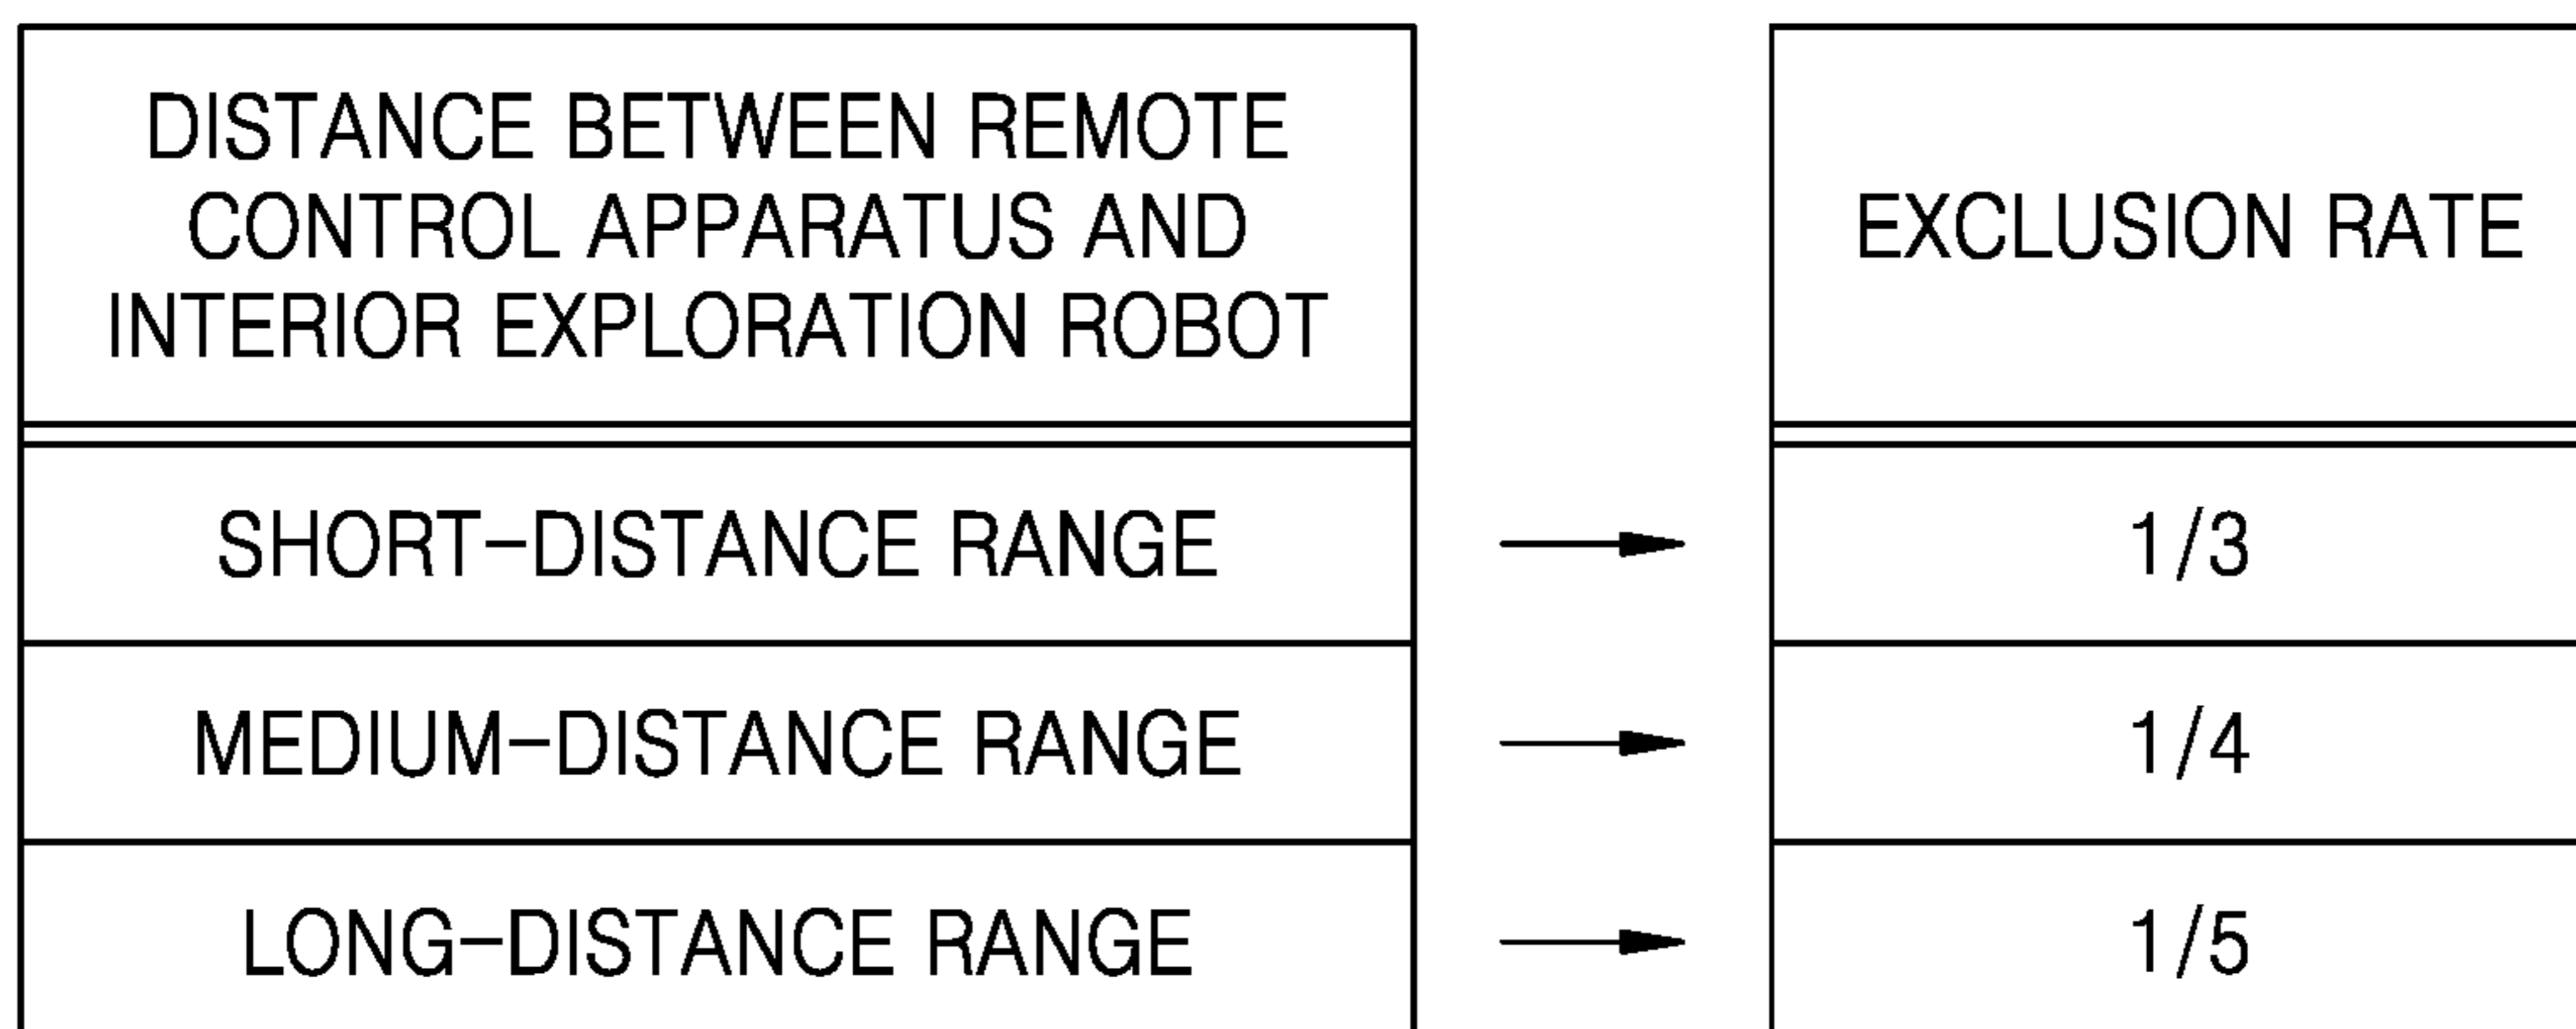 DISTANCE BETWEEN REMOTE
CONTROL APPARATUS AND
INTERIOR EXPLORATION ROBOT
EXCLUSION RATE
SHORT-DISTANCE RANGE
1/3
MEDIUM-DISTANCE RANGE
1/4
LONG-DISTANCE RANGE
1/5